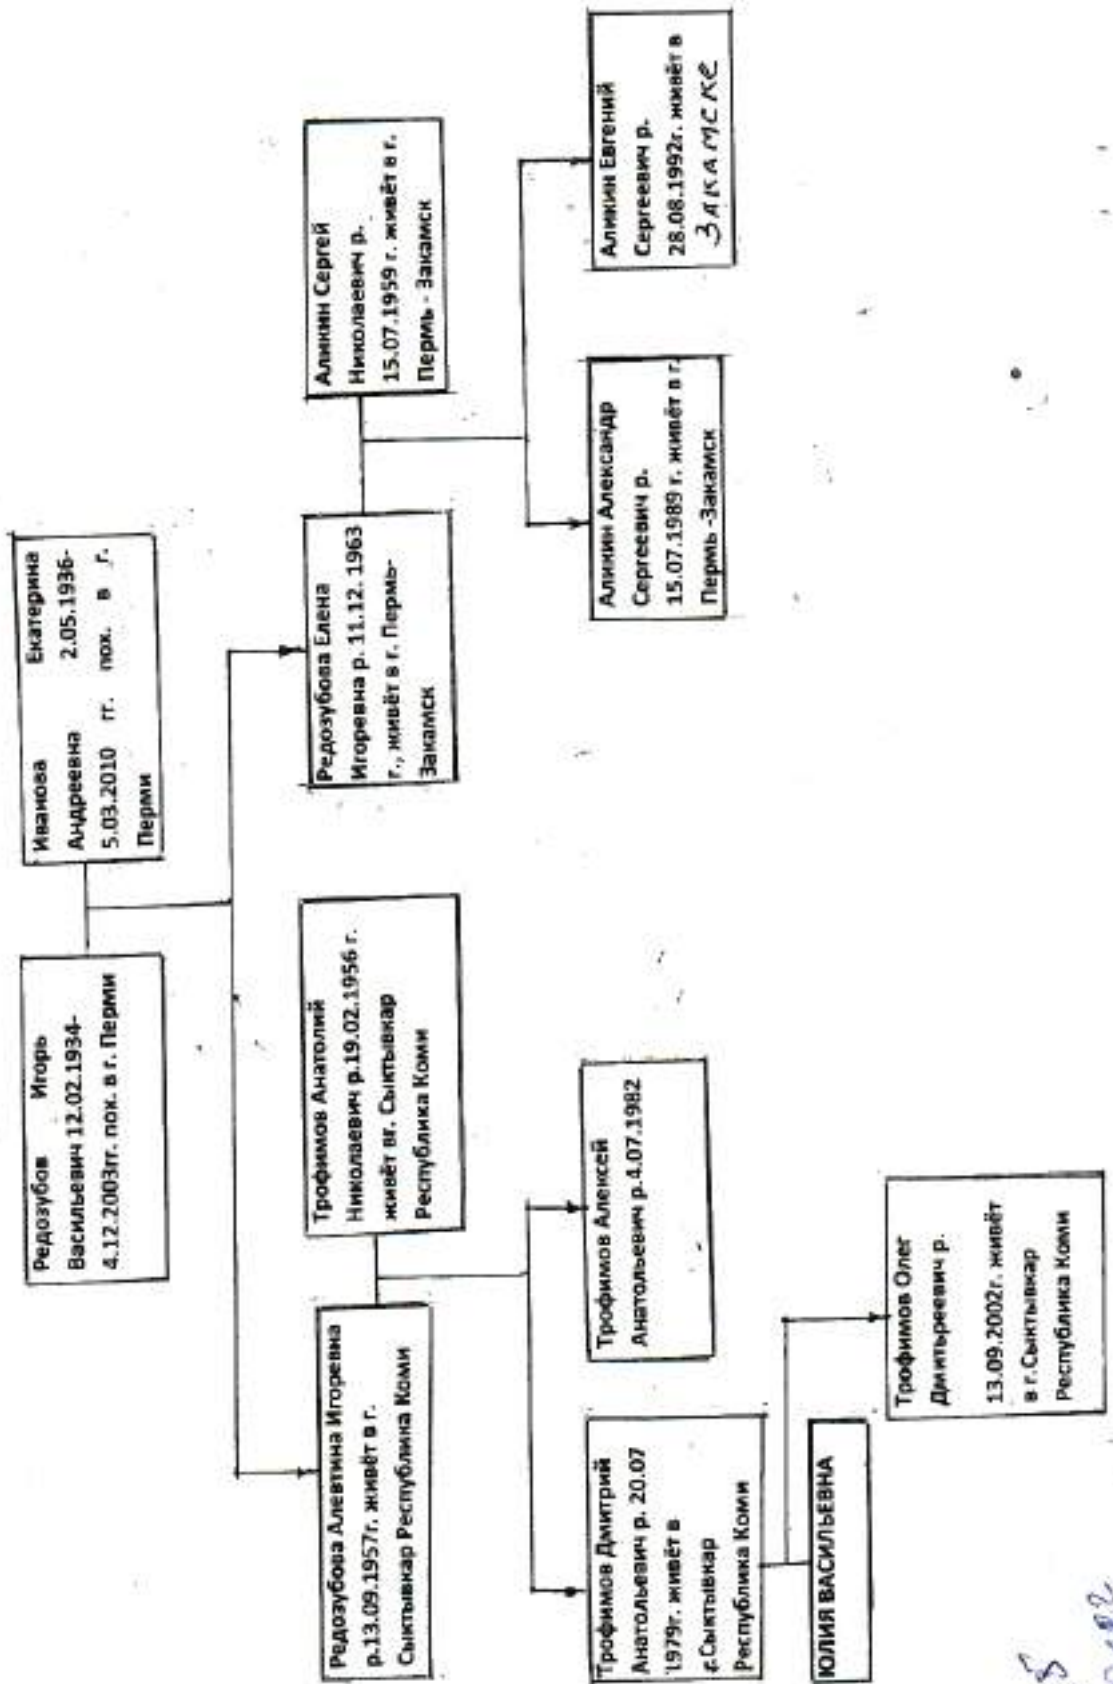 Редозубов Игорь
Васильевич 12.02.1934-
4.12.2003гг. пох. в г. Перми
Иванова Екатерина
Андреевна 2.05.1936-
5.03.2010 гг. пох. в г.
Перми
Редозубова Алевтина Игоревна
р.13.09.1957г. живёт в г.
Сыктывкар Республика Коми
Трофимов Анатолий
Николаевич р.19.02.1956 г.
живёт вг. Сыктывкар
Республика Коми
Редозубова Елена
Игоревна р. 11.12. 1963
г., живёт в г. Пермь-
Закамск
Аликин Сергей
Николаевич р.
15.07.1959 г. живёт в г.
Пермь - Закамск
Трофимов Дмитрий
Анатольевич р. 20.07
1979г. живёт в
г.Сыктывкар
Республика Коми
Трофимов Алексей
Анатольевич р.4.07.1982
Аликин Александр
Сергеевич р.
15.07.1989 г. живёт в г.
Пермь -Закамск
Аликин Евгений
Сергеевич р.
28.08.1992г. живёт в
ЗАКАМСКЕ
ЮЛИЯ ВАСИЛЬЕВНА
Трофимов Олег
Дмитьреевич р.
13.09.2002г. живёт
в г.Сыктывкар
Республика Коми